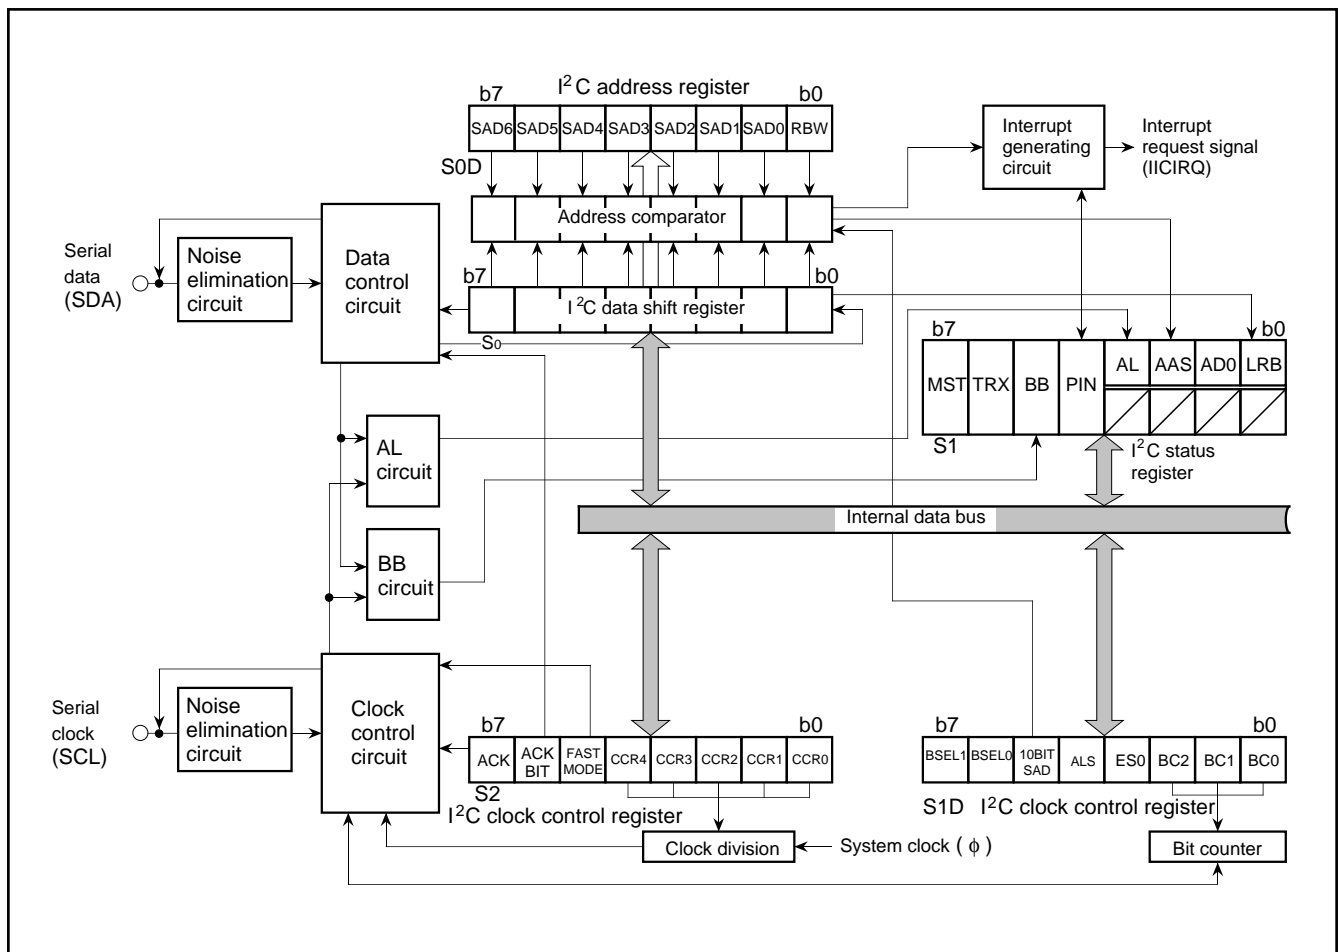 I²C address register
b7
b0
SAD6 SAD5 SAD4 SAD3 SAD2 SAD1 SAD0 RBW
S0D
Interrupt
generating
circuit
Interrupt
request signal
(IICIRQ)
Address comparator
Serial
data
(SDA)
Noise
elimination
circuit
Data
control
circuit
b7
b0
I²C data shift register
S0
b7
b0
MST TRX BB PIN AL AAS AD0 LRB
S1
I²C status
register
AL
circuit
Internal data bus
BB
circuit
Serial
clock
(SCL)
Noise
elimination
circuit
Clock
control
circuit
b7
b0
ACK
ACK
BIT
FAST
MODE
CCR4 CCR3 CCR2 CCR1 CCR0
S2
I²C clock control register
Clock division
System clock ( ϕ )
b7
b0
BSEL1 BSEL0
10BIT
SAD
ALS ES0 BC2 BC1 BC0
S1D I²C clock control register
Bit counter